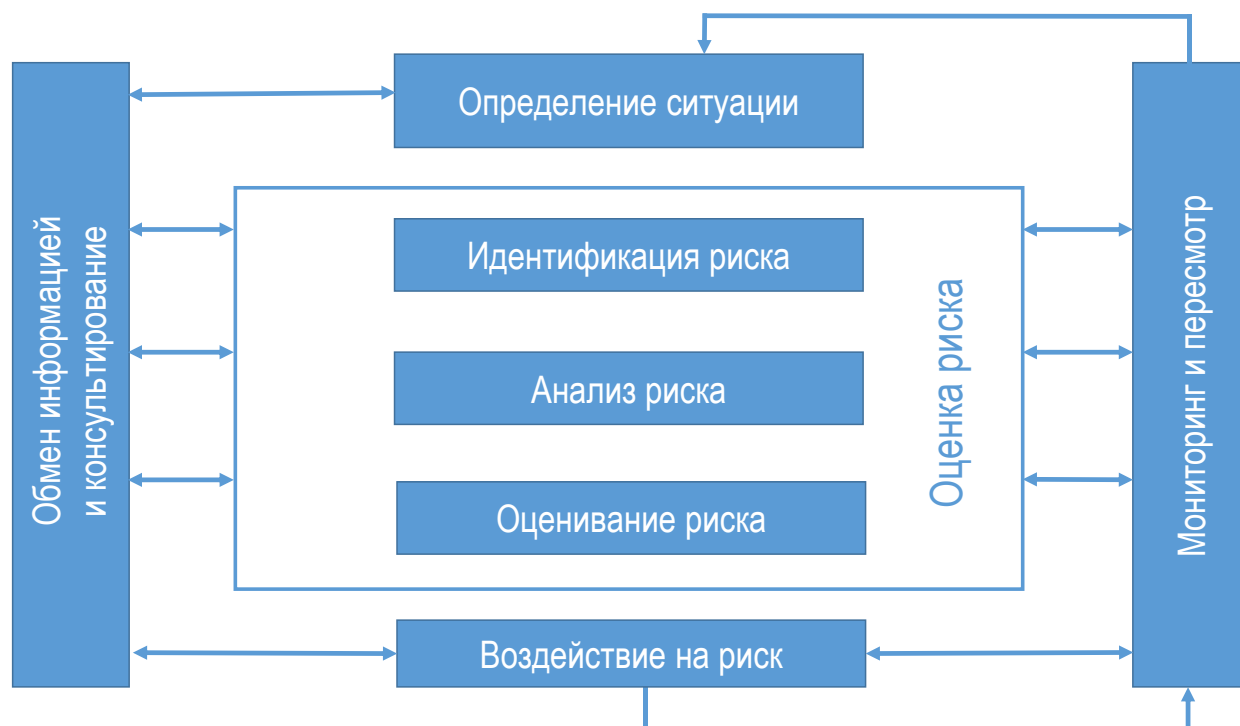 Определение ситуации
Обмен информацией
и консультирование
Идентификация риска
Анализ риска
Оценивание риска
Оценка риска
Мониторинг и пересмотр
Воздействие на риск